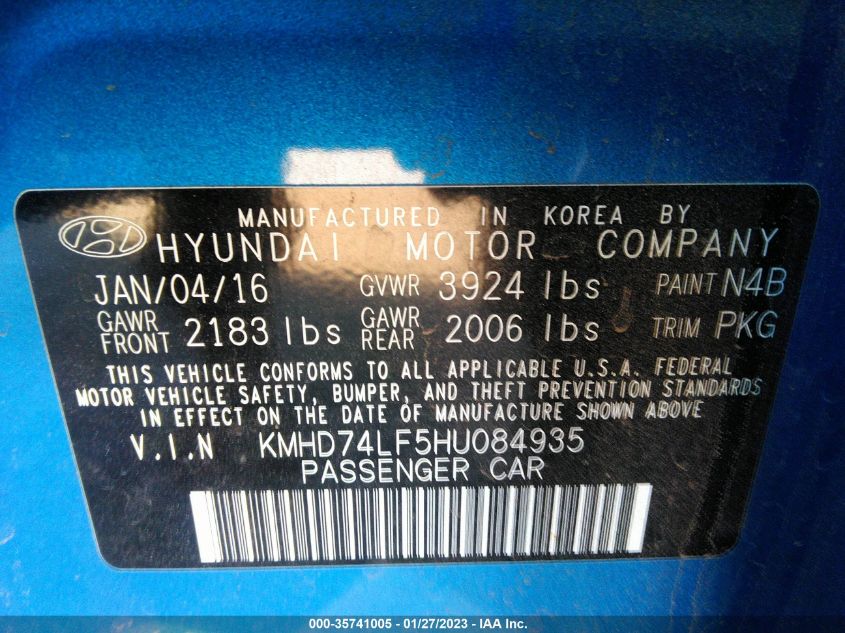 MANUFACTURED IN KOREA BY
HYUNDAI MOTOR COMPANY
JAN/04/16 GVWR 3924 lbs PAINT N4B
GAWR FRONT 2183 lbs GAWR REAR 2006 lbs TRIM PKG
THIS VEHICLE CONFORMS TO ALL APPLICABLE U.S.A. FEDERAL
MOTOR VEHICLE SAFETY, BUMPER, AND THEFT PREVENTION STANDARDS
IN EFFECT ON THE DATE OF MANUFACTURE SHOWN ABOVE
V.I.N KMHD74LF5HU084935
PASSENGER CAR
000-35741005 - 01/27/2023 - IAA Inc.